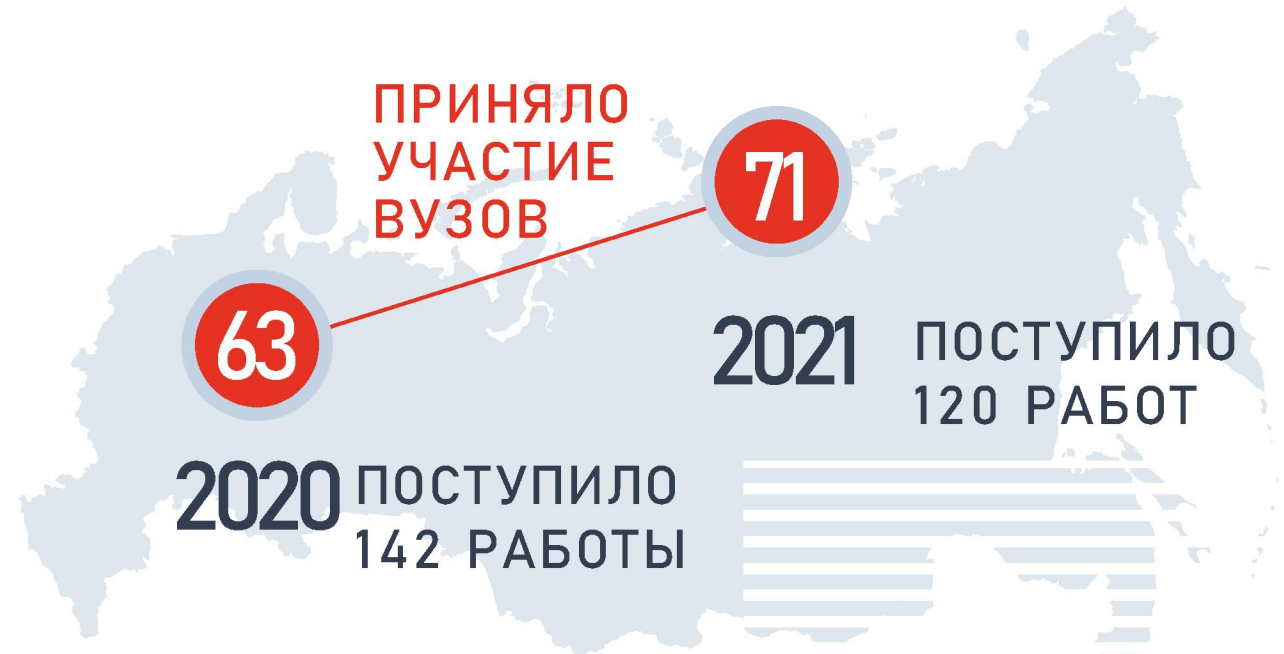 ПРИНЯЛО
УЧАСТИЕ
ВУЗОВ
71
63
2021
ПОСТУПИЛО
120 РАБОТ
2020
ПОСТУПИЛО
142 РАБОТЫ